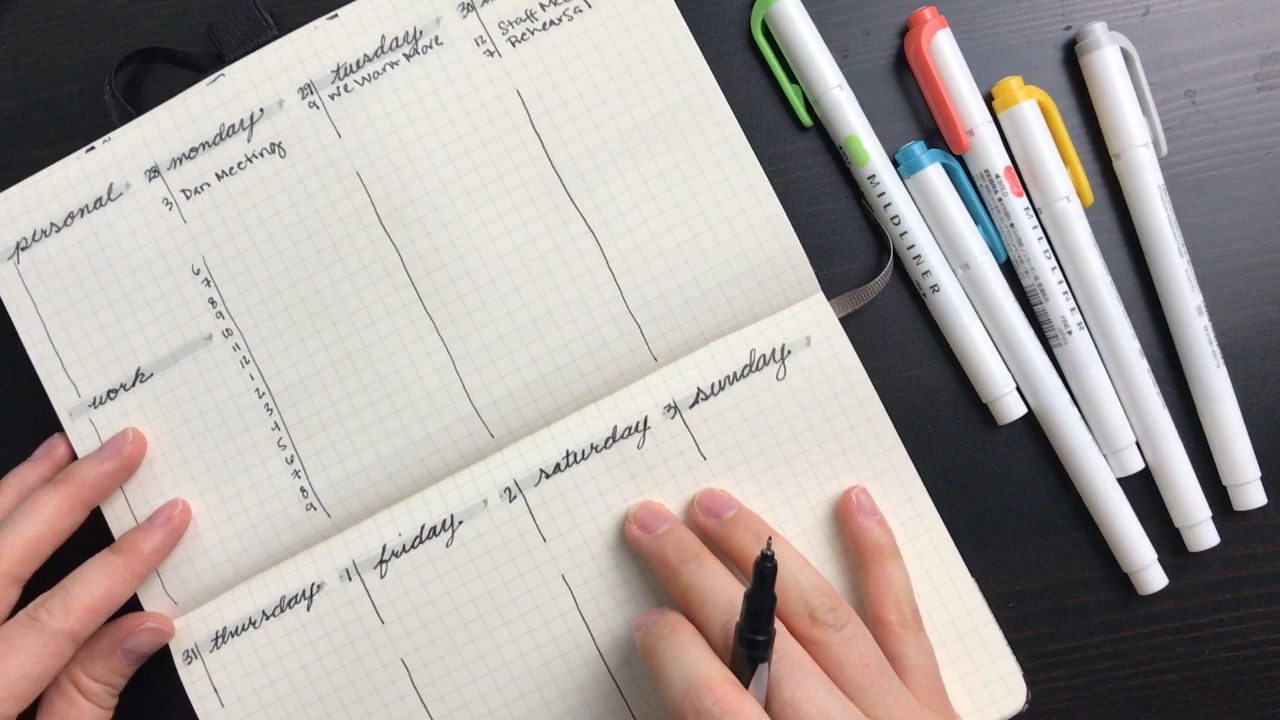 personal
28 monday
3 Dan Meeting
29 tuesday
9 We Want More
30
12 Staff
7 Rehearsal
6
7
8
9
10
11
12
1
2
3
4
5
6
7
8
9
work
31 thursday
1 friday
2 saturday
3 sunday
MILDLINER
ZEBRA MILDLINER